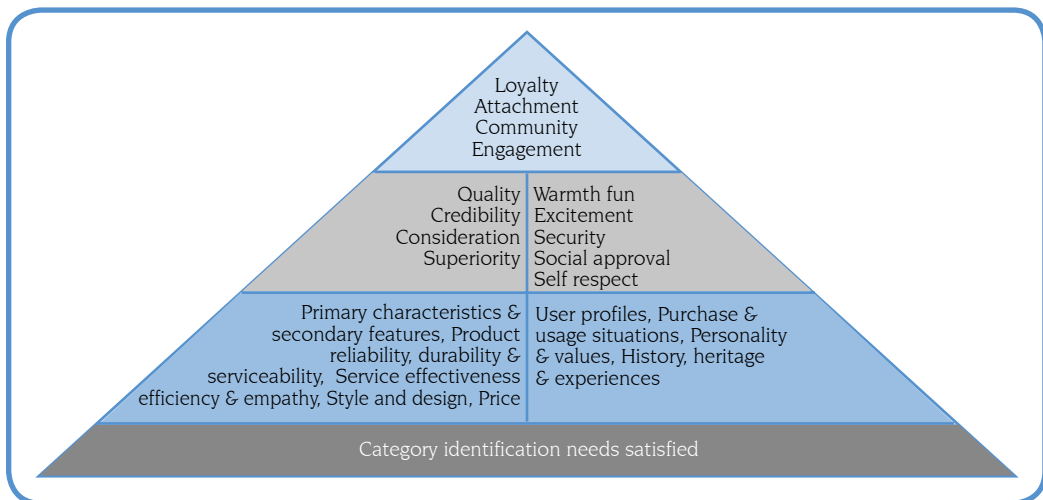 Loyalty
Attachment
Community
Engagement
Quality
Credibility
Consideration
Superiority
Warmth fun
Excitement
Security
Social approval
Self respect
Primary characteristics &
secondary features, Product
reliability, durability &
serviceability, Service effectiveness
efficiency & empathy, Style and design, Price
User profiles, Purchase &
usage situations, Personality
& values, History, heritage
& experiences
Category identification needs satisfied